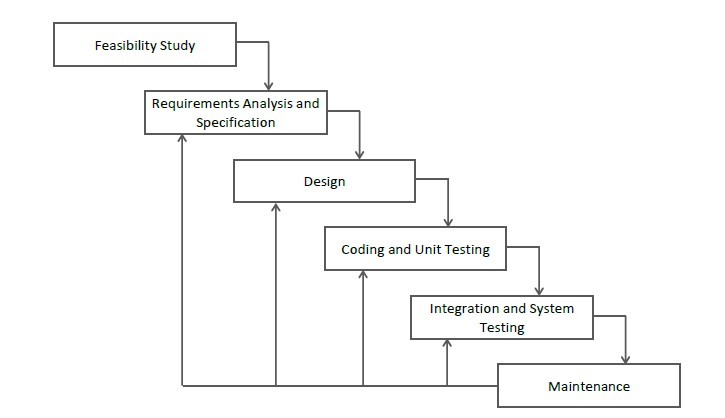 Feasibility Study
Requirements Analysis and
Specification
Design
Coding and Unit Testing
Integration and System
Testing
Maintenance